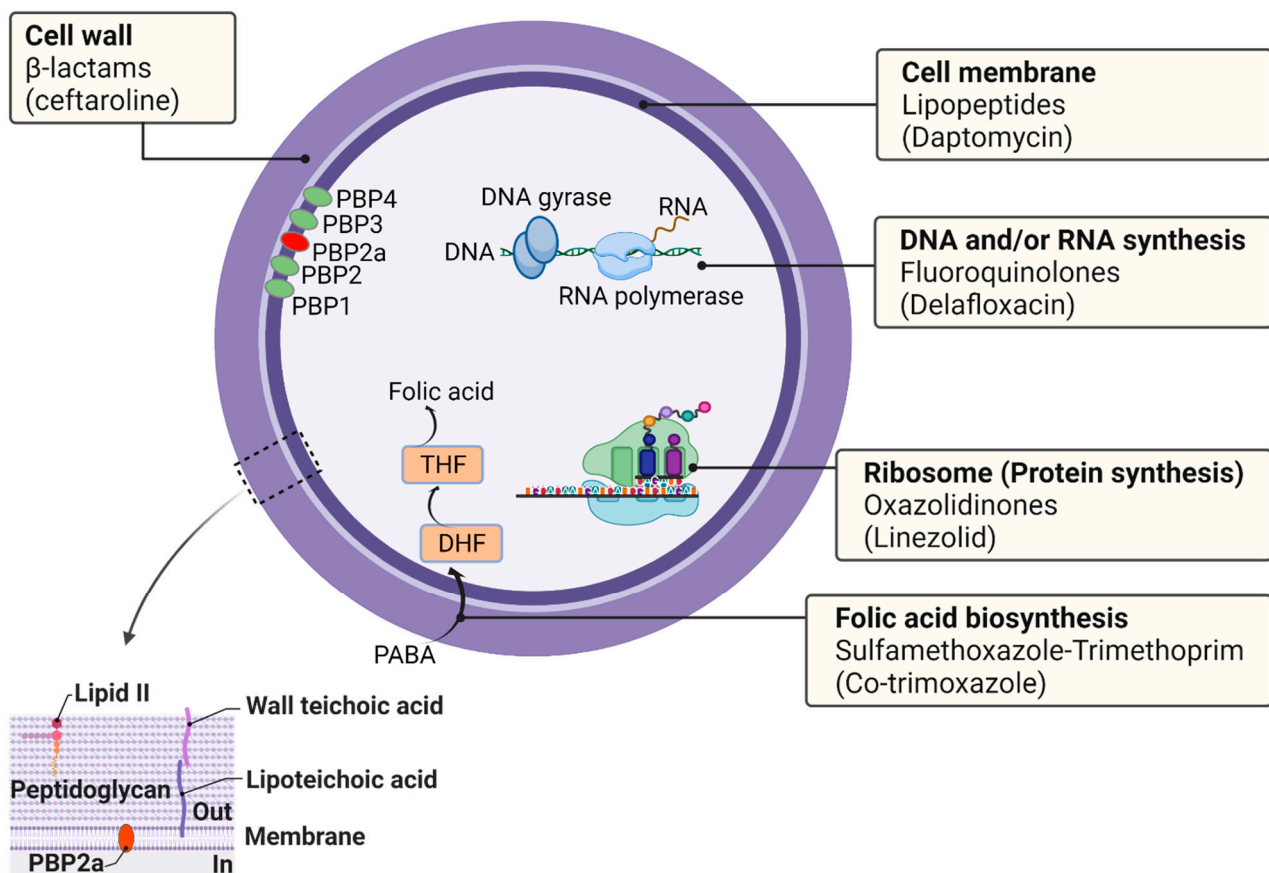 Cell wall
β-lactams
(ceftaroline)
Cell membrane
Lipopeptides
(Daptomycin)
PBP4
PBP3
PBP2a
PBP2
PBP1
DNA gyrase
RNA
DNA
RNA polymerase
DNA and/or RNA synthesis
Fluoroquinolones
(Delafloxacin)
Folic acid
THF
DHF
PABA
Ribosome (Protein synthesis)
Oxazolidinones
(Linezolid)
Folic acid biosynthesis
Sulfamethoxazole-Trimethoprim
(Co-trimoxazole)
Lipid II
Wall teichoic acid
Peptidoglycan
Lipoteichoic acid
Out
Membrane
PBP2a
In